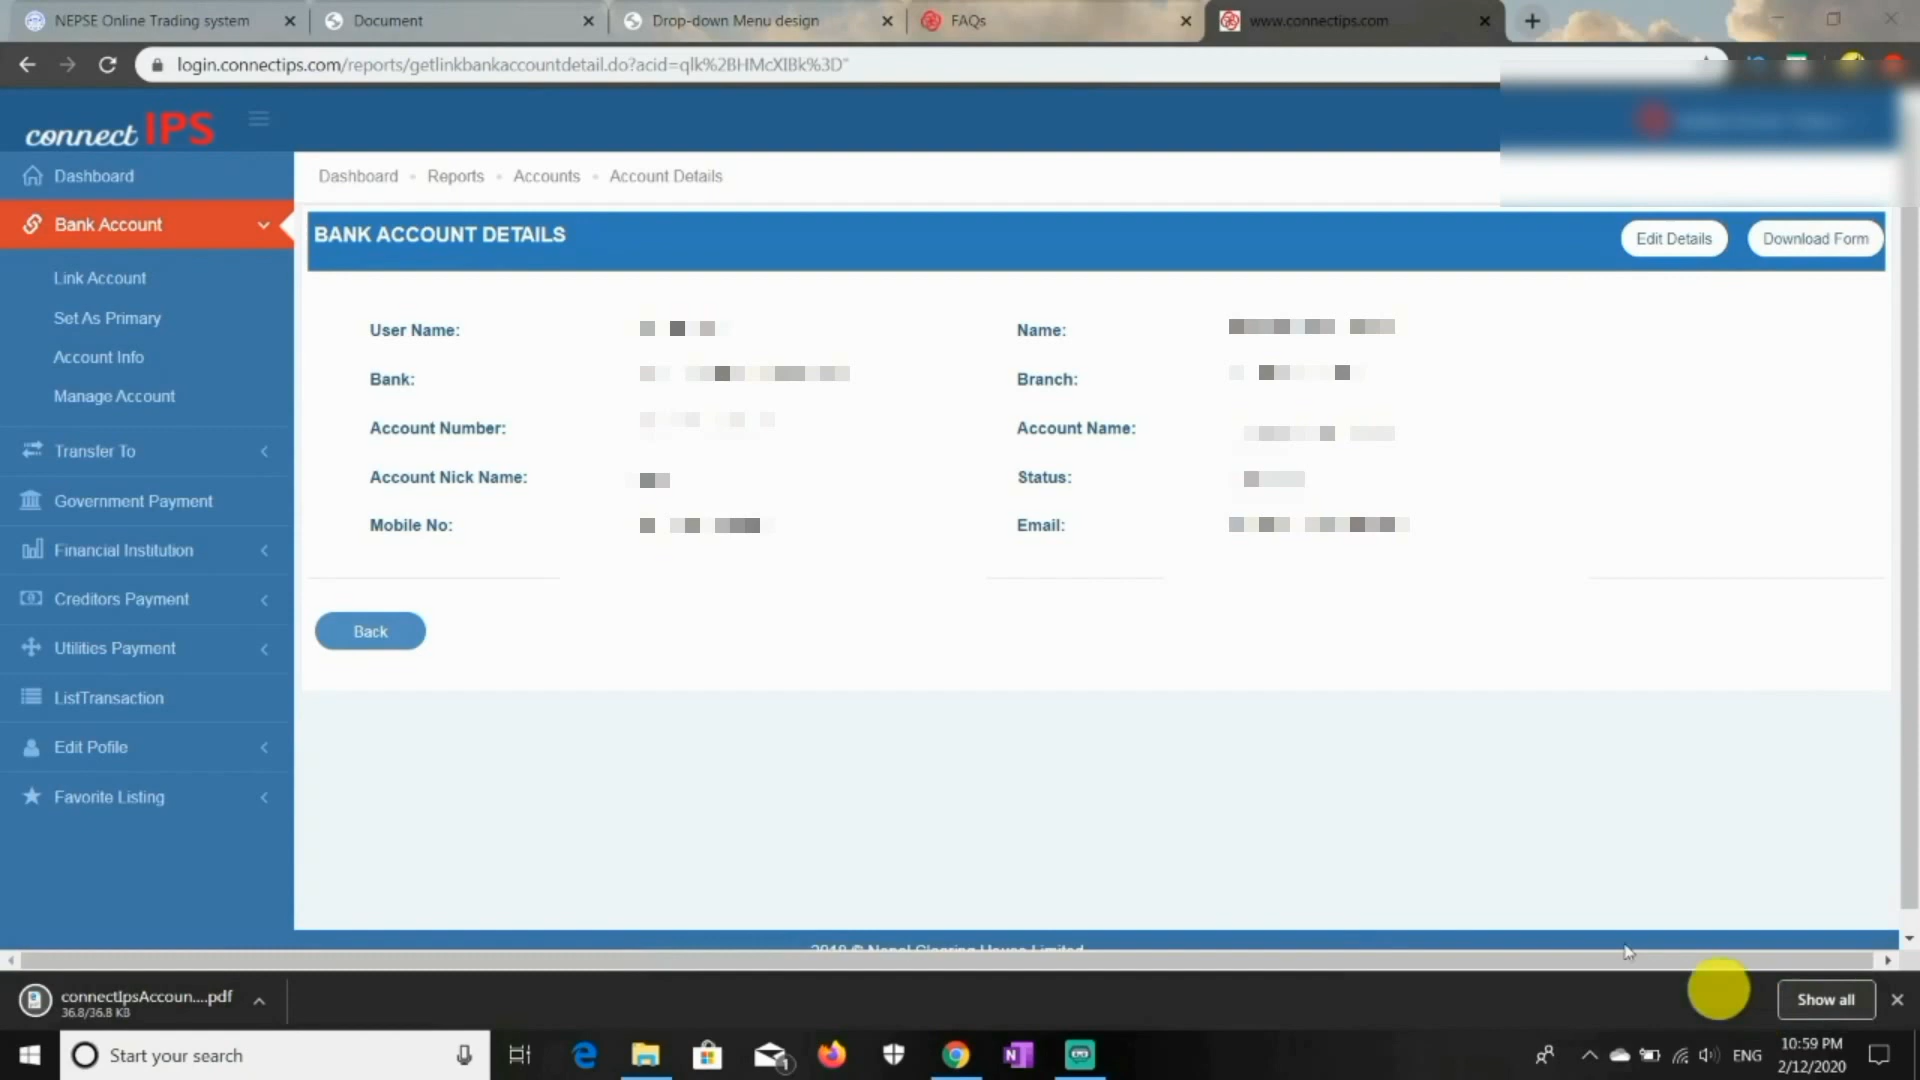 NEPSE Online Trading system
Document
Drop-down Menu design
FAQs
www.connectips.com
login.connectips.com/reports/getlinkbankaccountdetail.do?acid=qlk%2BHMcXIBk%3D"
connect IPS
Dashboard
Bank Account
Link Account
Set As Primary
Account Info
Manage Account
Transfer To
Government Payment
Financial Institution
Creditors Payment
Utilities Payment
ListTransaction
Edit Pofile
Favorite Listing
Dashboard • Reports • Accounts • Account Details
BANK ACCOUNT DETAILS
Edit Details
Download Form
User Name:
Name:
Bank:
Branch:
Account Number:
Account Name:
Account Nick Name:
Status:
Mobile No:
Email:
Back
2019 © Nepal Clearing House Limited
connectIpsAccoun....pdf
36.8/36.8 KB
Show all
Start your search
1
ENG
10:59 PM
2/12/2020